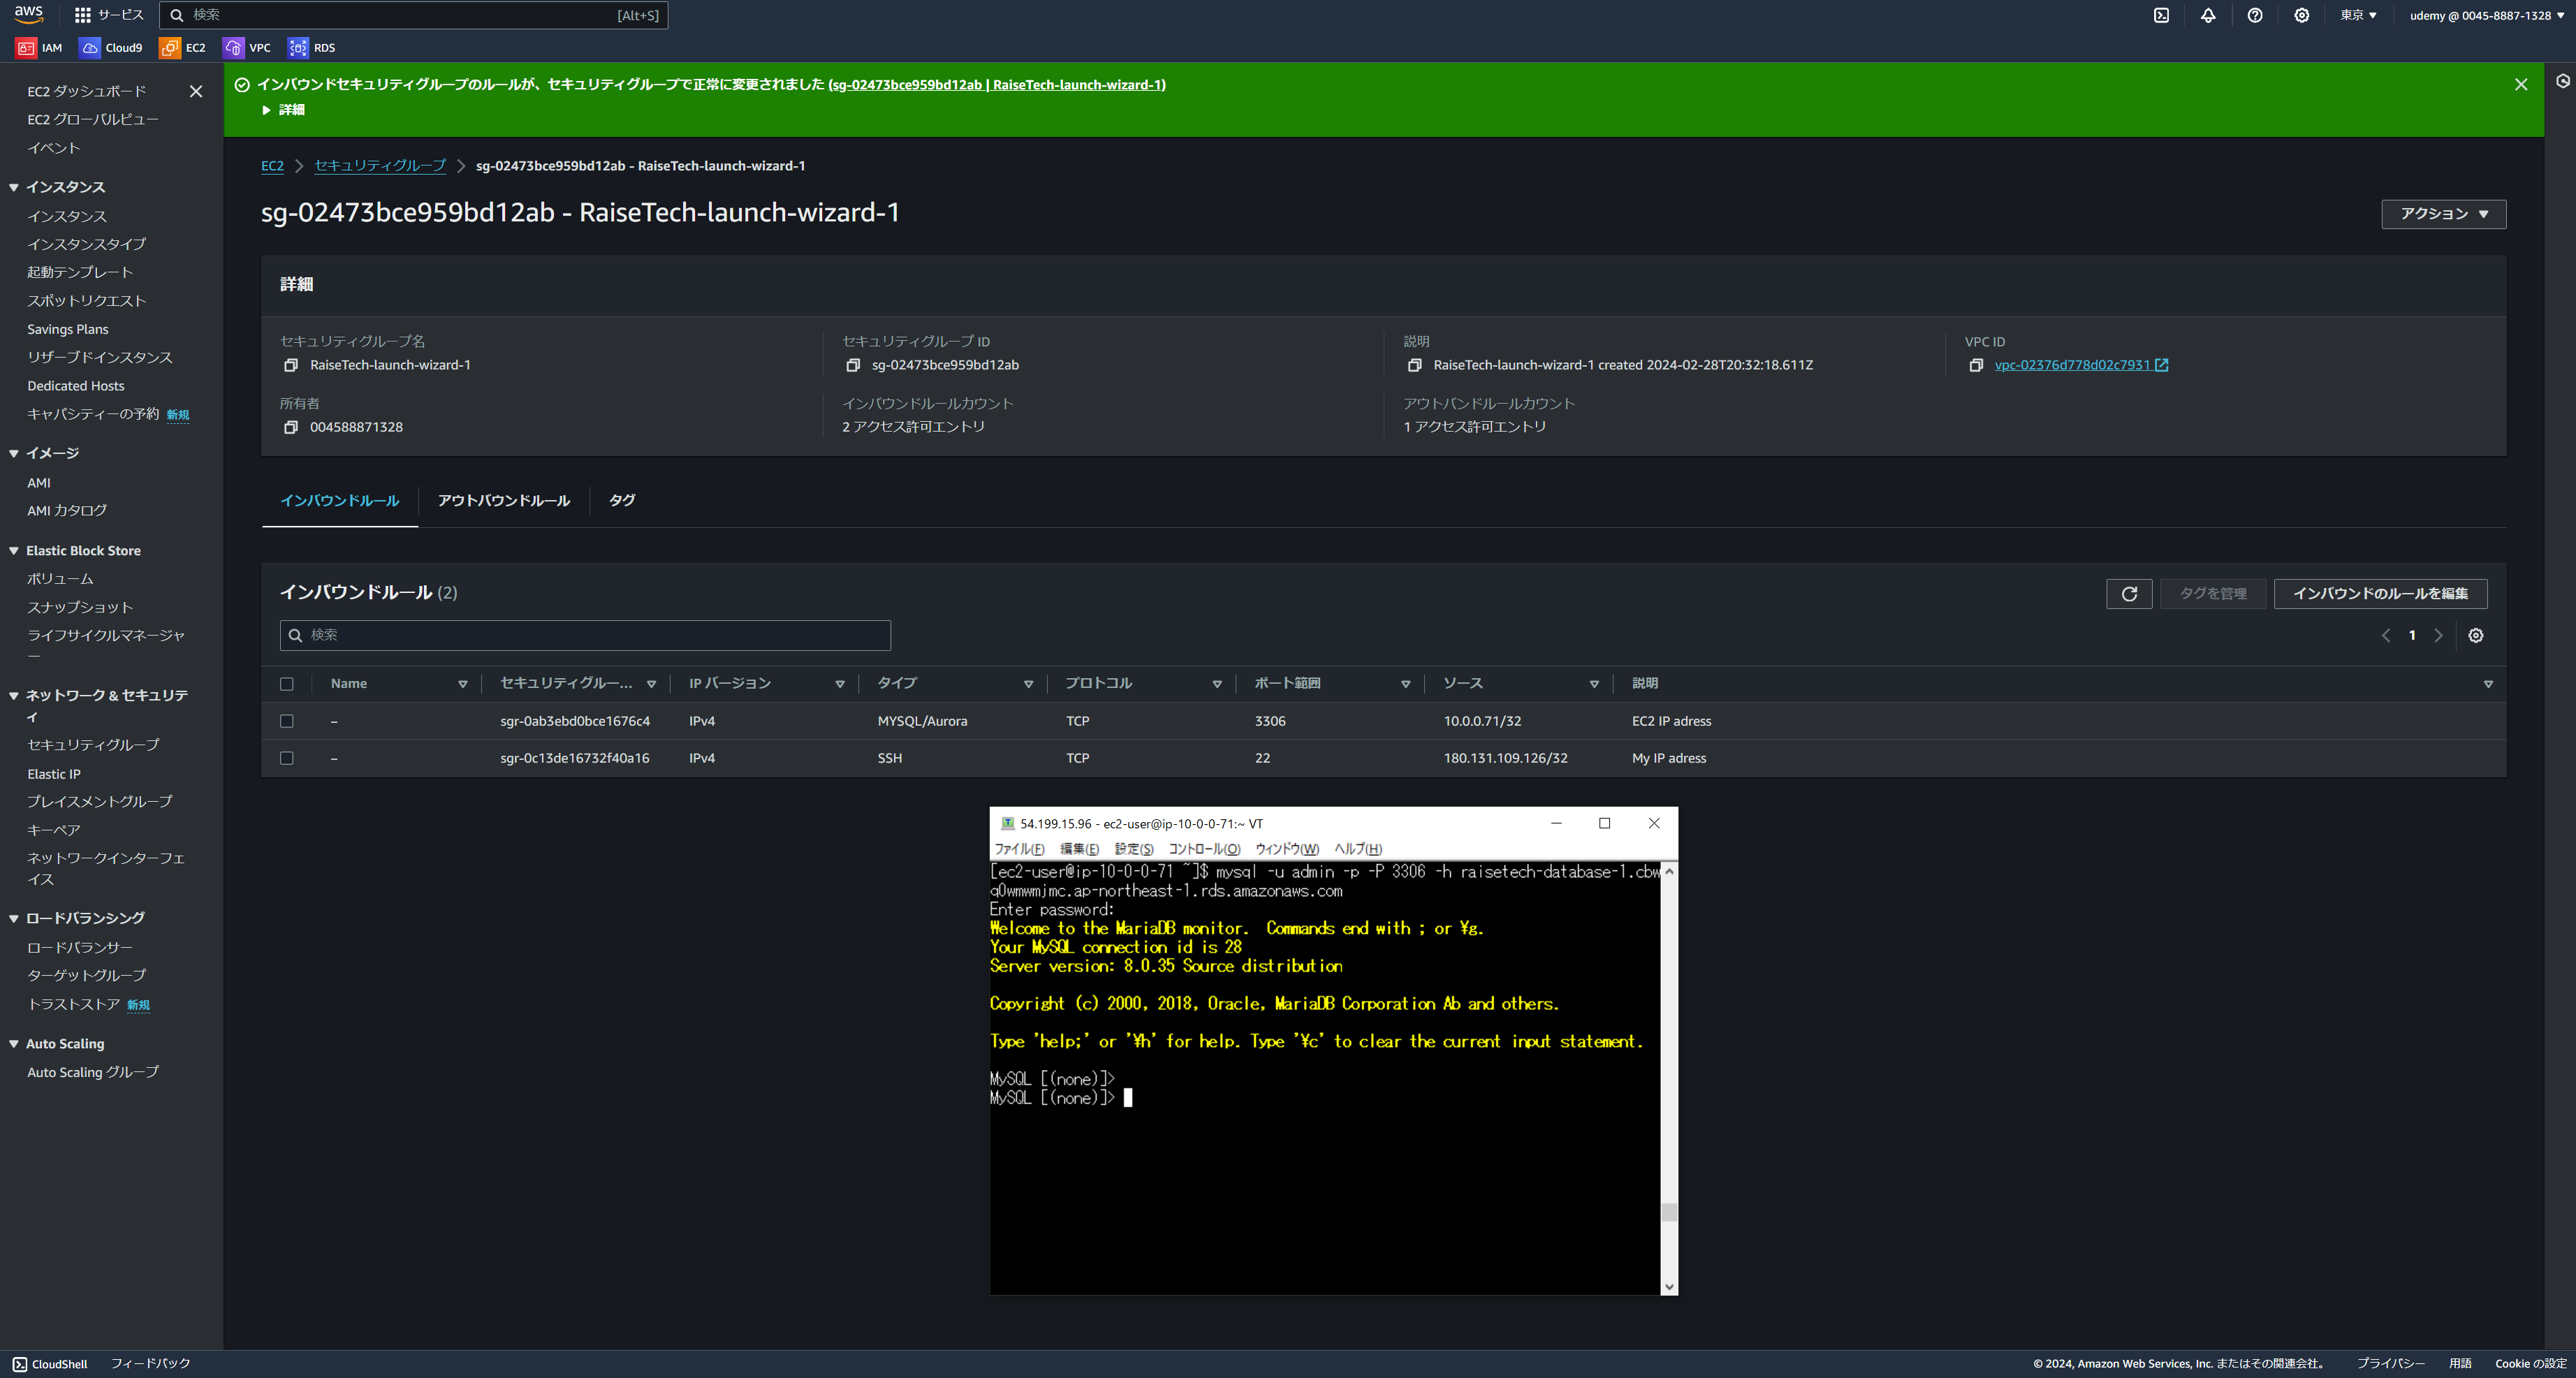 aws
サービス
検索
[Alt+S]
東京 ▼
udemy @ 0045-8887-1328 ▼
IAM
Cloud9
EC2
VPC
RDS
EC2 ダッシュボード
EC2 グローバルビュー
イベント
▼ インスタンス
インスタンス
インスタンスタイプ
起動テンプレート
スポットリクエスト
Savings Plans
リザーブドインスタンス
Dedicated Hosts
キャパシティーの予約 新規
▼ イメージ
AMI
AMI カタログ
▼ Elastic Block Store
ボリューム
スナップショット
ライフサイクルマネージャ
ー
▼ ネットワーク & セキュリテ
ィ
セキュリティグループ
Elastic IP
プレイスメントグループ
キーペア
ネットワークインターフェ
イス
▼ ロードバランシング
ロードバランサー
ターゲットグループ
トラストストア 新規
▼ Auto Scaling
Auto Scaling グループ
インバウンドセキュリティグループのルールが、セキュリティグループで正常に変更されました (sg-02473bce959bd12ab | RaiseTech-launch-wizard-1)
▶ 詳細
EC2 > セキュリティグループ > sg-02473bce959bd12ab - RaiseTech-launch-wizard-1
sg-02473bce959bd12ab - RaiseTech-launch-wizard-1
アクション ▼
詳細
セキュリティグループ名
RaiseTech-launch-wizard-1
セキュリティグループ ID
sg-02473bce959bd12ab
説明
RaiseTech-launch-wizard-1 created 2024-02-28T20:32:18.611Z
VPC ID
vpc-02376d778d02c7931
所有者
004588871328
インバウンドルールカウント
2 アクセス許可エントリ
アウトバンドルールカウント
1 アクセス許可エントリ
インバウンドルール
アウトバウンドルール
タグ
インバウンドルール (2)
タグを管理
インバウンドのルールを編集
検索
1
Name セキュリティグルー... IP バージョン タイプ プロトコル ポート範囲 ソース 説明
– sgr-0ab3ebd0bce1676c4 IPv4 MYSQL/Aurora TCP 3306 10.0.0.71/32 EC2 IP adress
– sgr-0c13de16732f40a16 IPv4 SSH TCP 22 180.131.109.126/32 My IP adress
54.199.15.96 - ec2-user@ip-10-0-0-71:~ VT
ファイル(F) 編集(E) 設定(S) コントロール(O) ウィンドウ(W) ヘルプ(H)
[ec2-user@ip-10-0-0-71 ~]$ mysql -u admin -p -P 3306 -h raisetech-database-1.cbw
q0wmwmjmc.ap-northeast-1.rds.amazonaws.com
Enter password:
Welcome to the MariaDB monitor.  Commands end with ; or ¥g.
Your MySQL connection id is 28
Server version: 8.0.35 Source distribution
Copyright (c) 2000, 2018, Oracle, MariaDB Corporation Ab and others.
Type 'help;' or '¥h' for help. Type '¥c' to clear the current input statement.
MySQL [(none)]>
MySQL [(none)]>
CloudShell
フィードバック
© 2024, Amazon Web Services, Inc. またはその関連会社。
プライバシー
用語
Cookie の設定